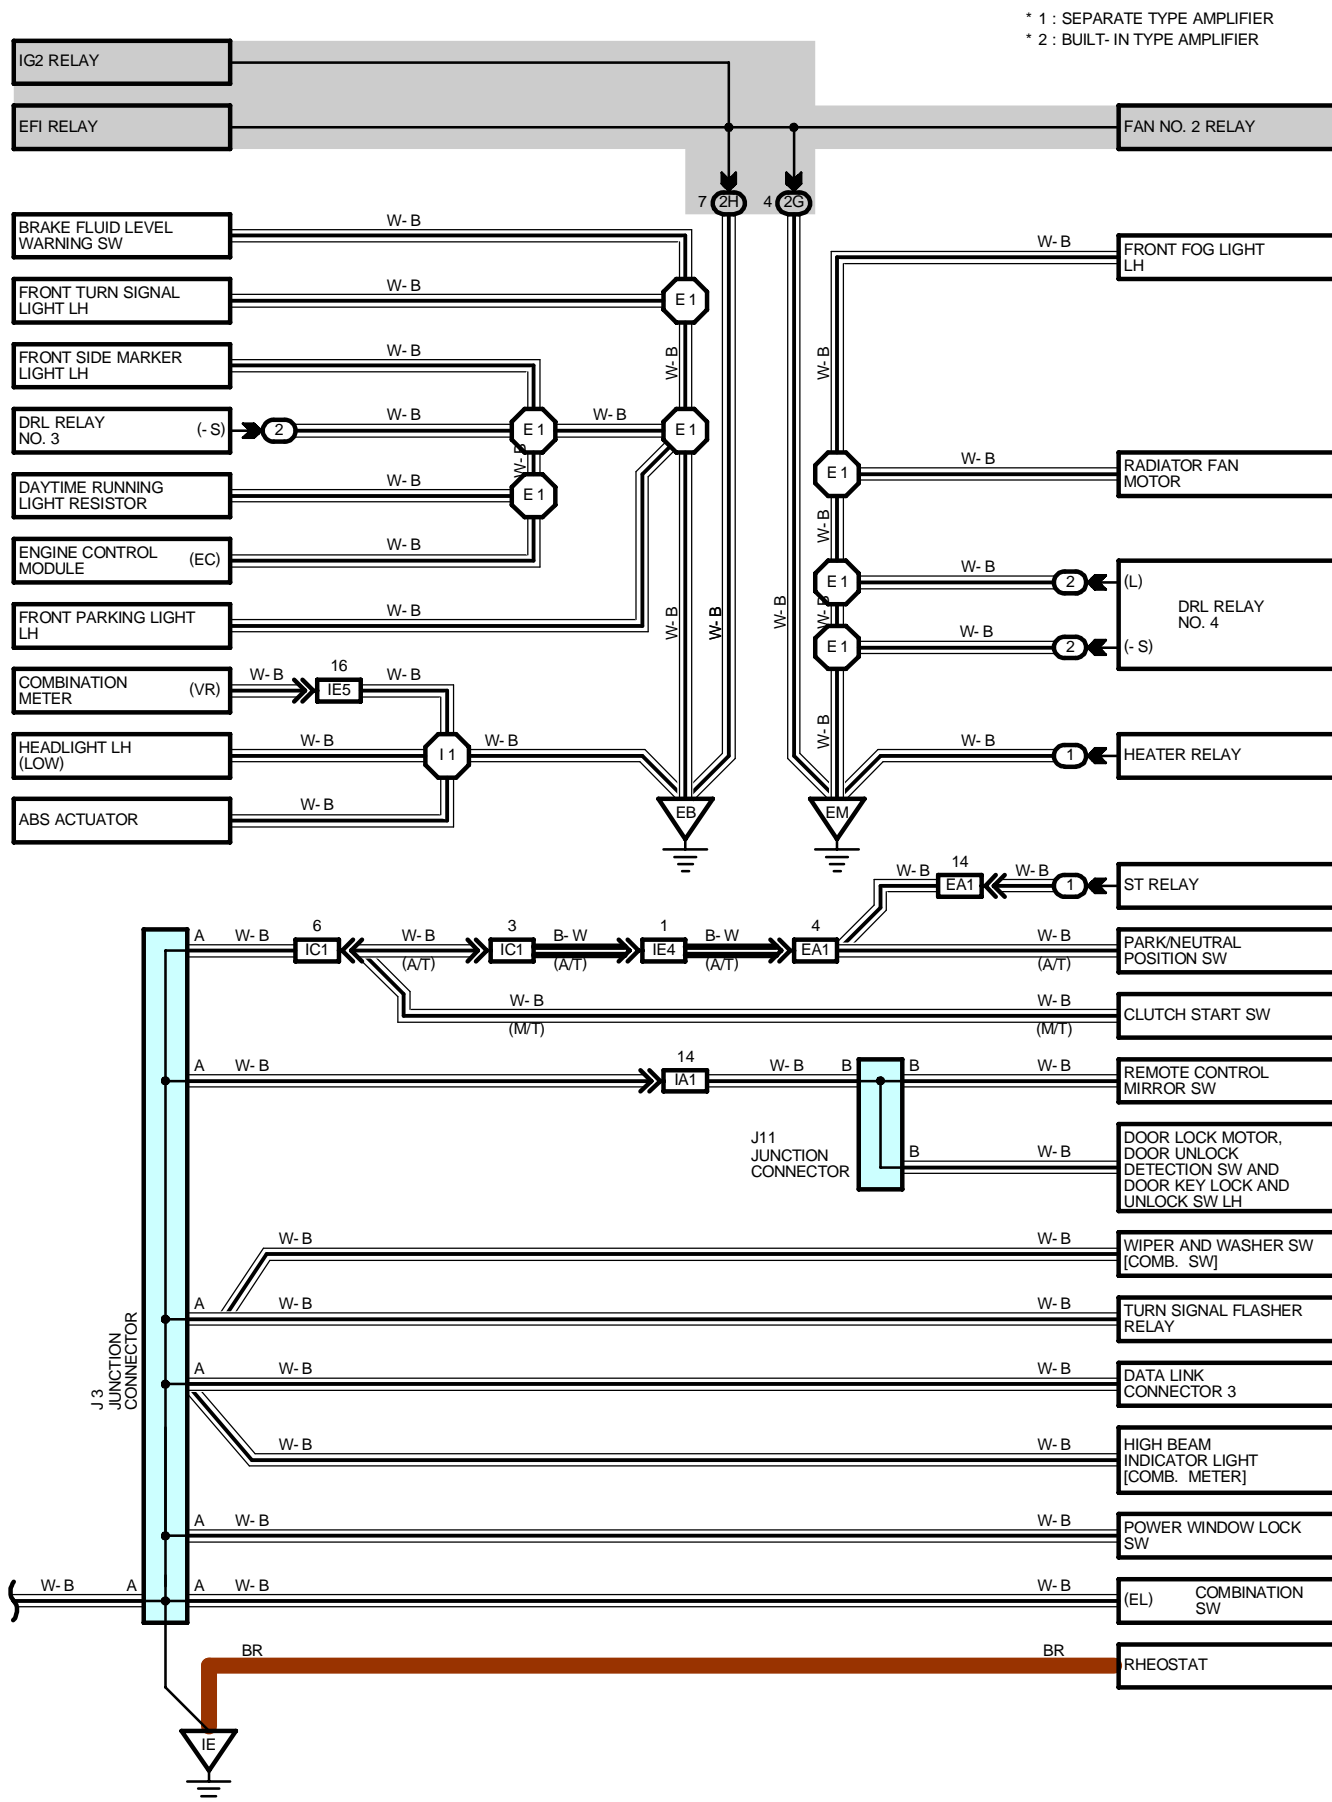 * 1 : SEPARATE TYPE AMPLIFIER
* 2 : BUILT- IN TYPE AMPLIFIER
IG2 RELAY
EFI RELAY
FAN NO. 2 RELAY
7 2H 4 2G
BRAKE FLUID LEVEL
WARNING SW
W- B
W- B
FRONT FOG LIGHT
LH
FRONT TURN SIGNAL
LIGHT LH
W- B
E 1
FRONT SIDE MARKER
LIGHT LH
W- B
W- B
W- B
DRL RELAY
NO. 3
(- S)
2
W- B
E 1
W- B
E 1
W- B
DAYTIME RUNNING
LIGHT RESISTOR
W- B
E 1
E 1
W- B
RADIATOR FAN
MOTOR
ENGINE CONTROL
MODULE
(EC)
W- B
W- B
FRONT PARKING LIGHT
LH
W- B
W- B
W- B
W- B
W- B
E 1
W- B
2
(L)
DRL RELAY
NO. 4
E 1
W- B
2
(- S)
COMBINATION
METER
(VR)
W- B
16
IE5
W- B
W- B
HEADLIGHT LH
(LOW)
W- B
I 1
W- B
W- B
1
HEATER RELAY
ABS ACTUATOR
W- B
EB
EM
W- B
14
EA1
W- B
1
ST RELAY
A
W- B
6
IC1
W- B
(A/T)
3
IC1
B- W
(A/T)
1
IE4
B- W
(A/T)
4
EA1
W- B
(A/T)
PARK/NEUTRAL
POSITION SW
W- B
(M/T)
W- B
(M/T)
CLUTCH START SW
A
W- B
14
IA1
W- B
B
B
W- B
REMOTE CONTROL
MIRROR SW
J11
JUNCTION
CONNECTOR
B
W- B
DOOR LOCK MOTOR,
DOOR UNLOCK
DETECTION SW AND
DOOR KEY LOCK AND
UNLOCK SW LH
W- B
W- B
WIPER AND WASHER SW
[COMB. SW]
A
W- B
W- B
TURN SIGNAL FLASHER
RELAY
J 3
JUNCTION
CONNECTOR
A
W- B
W- B
DATA LINK
CONNECTOR 3
W- B
W- B
HIGH BEAM
INDICATOR LIGHT
[COMB. METER]
A
W- B
W- B
POWER WINDOW LOCK
SW
W- B
A
A
W- B
W- B
(EL)
COMBINATION
SW
BR
BR
RHEOSTAT
IE